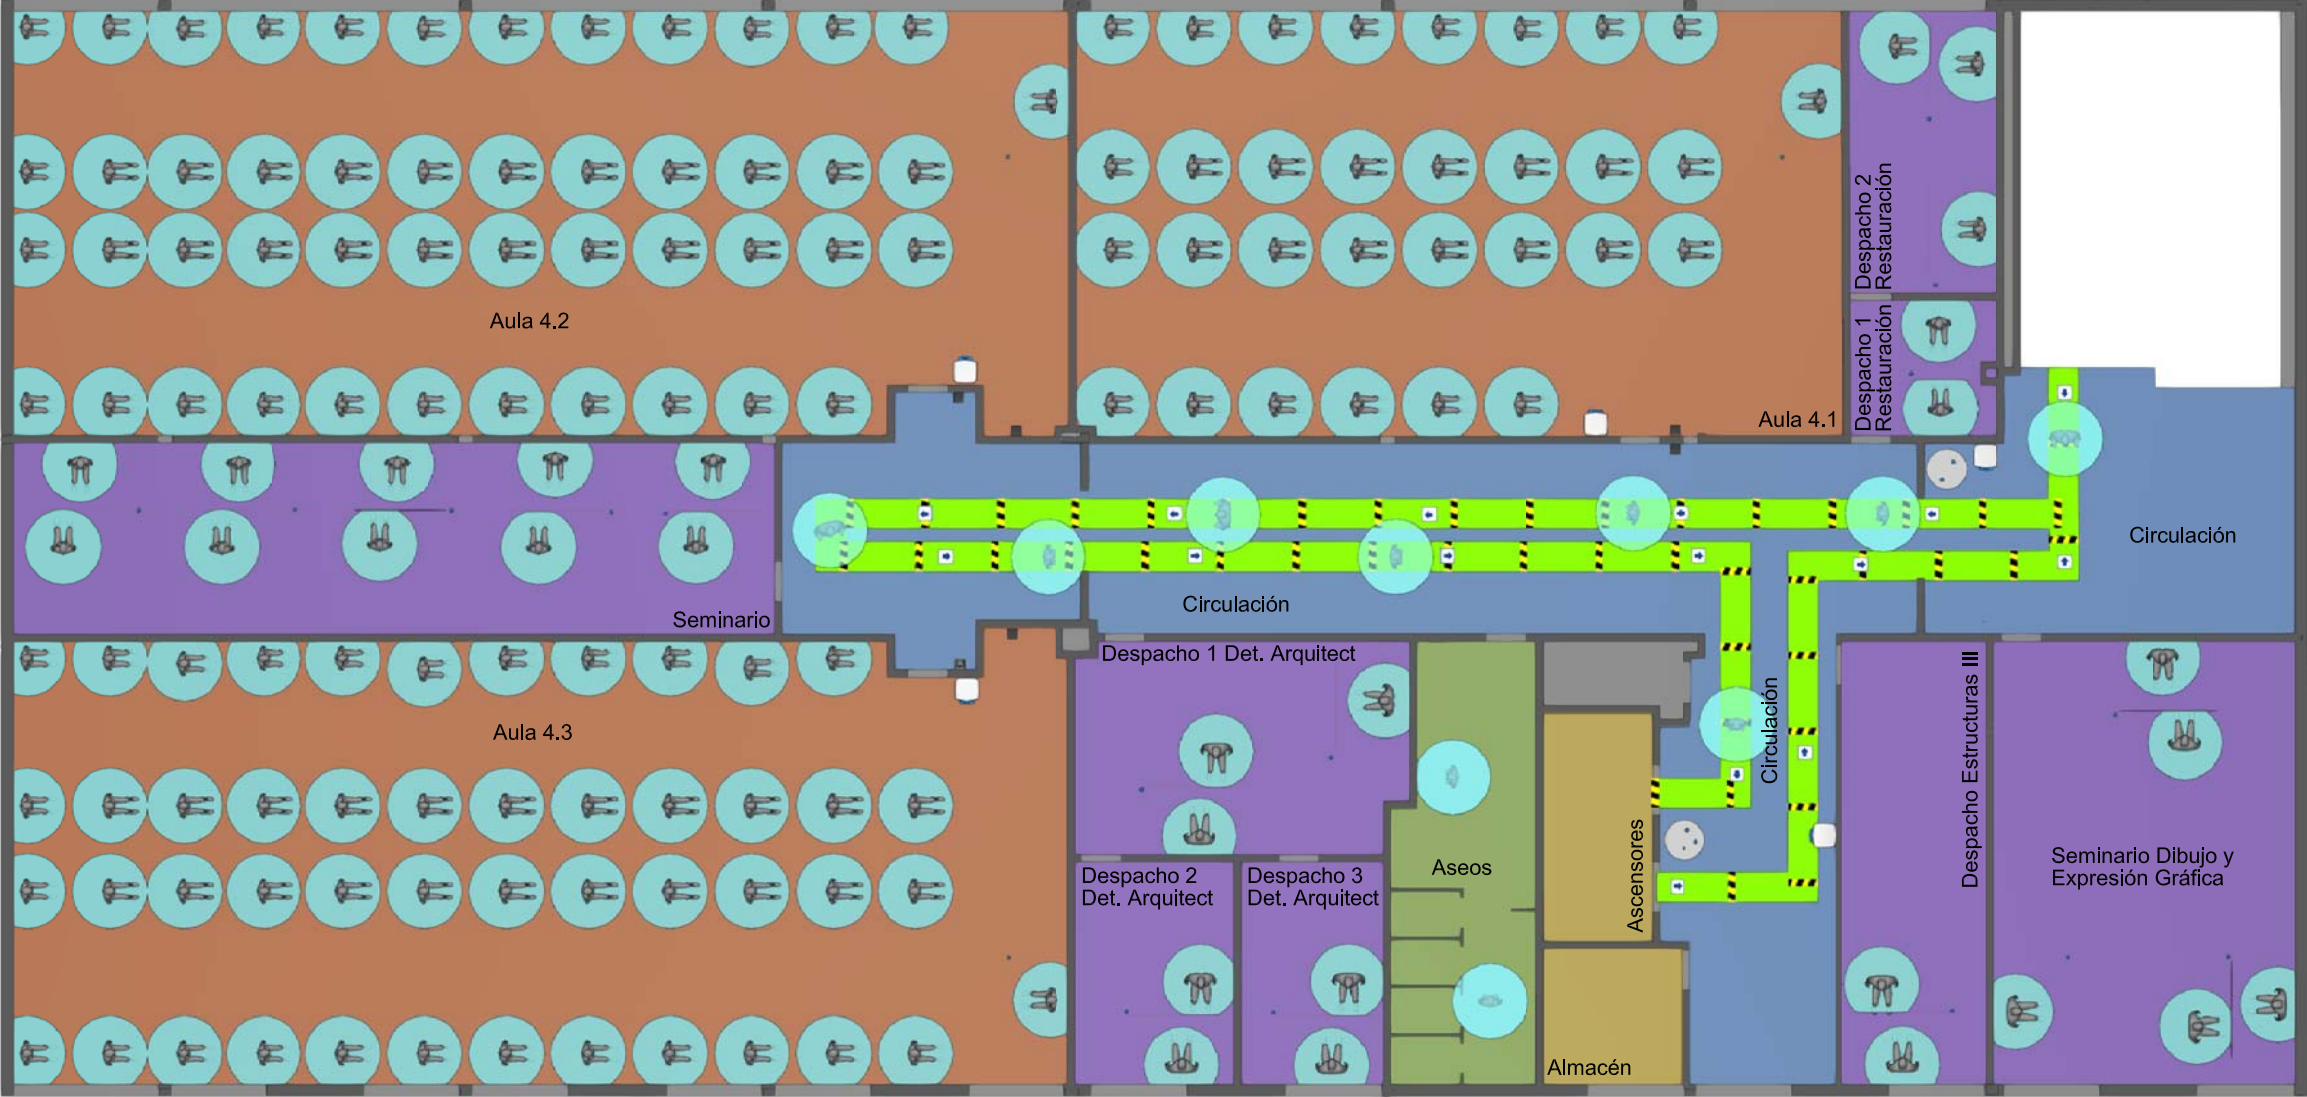 Aula 4.2
Aula 4.1
Despacho 2
Restauración
Despacho 1
Restauración
Circulación
Seminario
Circulación
Aula 4.3
Despacho 1 Det. Arquitect
Circulación
Despacho Estructuras III
Despacho 2
Det. Arquitect
Despacho 3
Det. Arquitect
Aseos
Ascensores
Seminario Dibujo y
Expresión Gráfica
Almacén